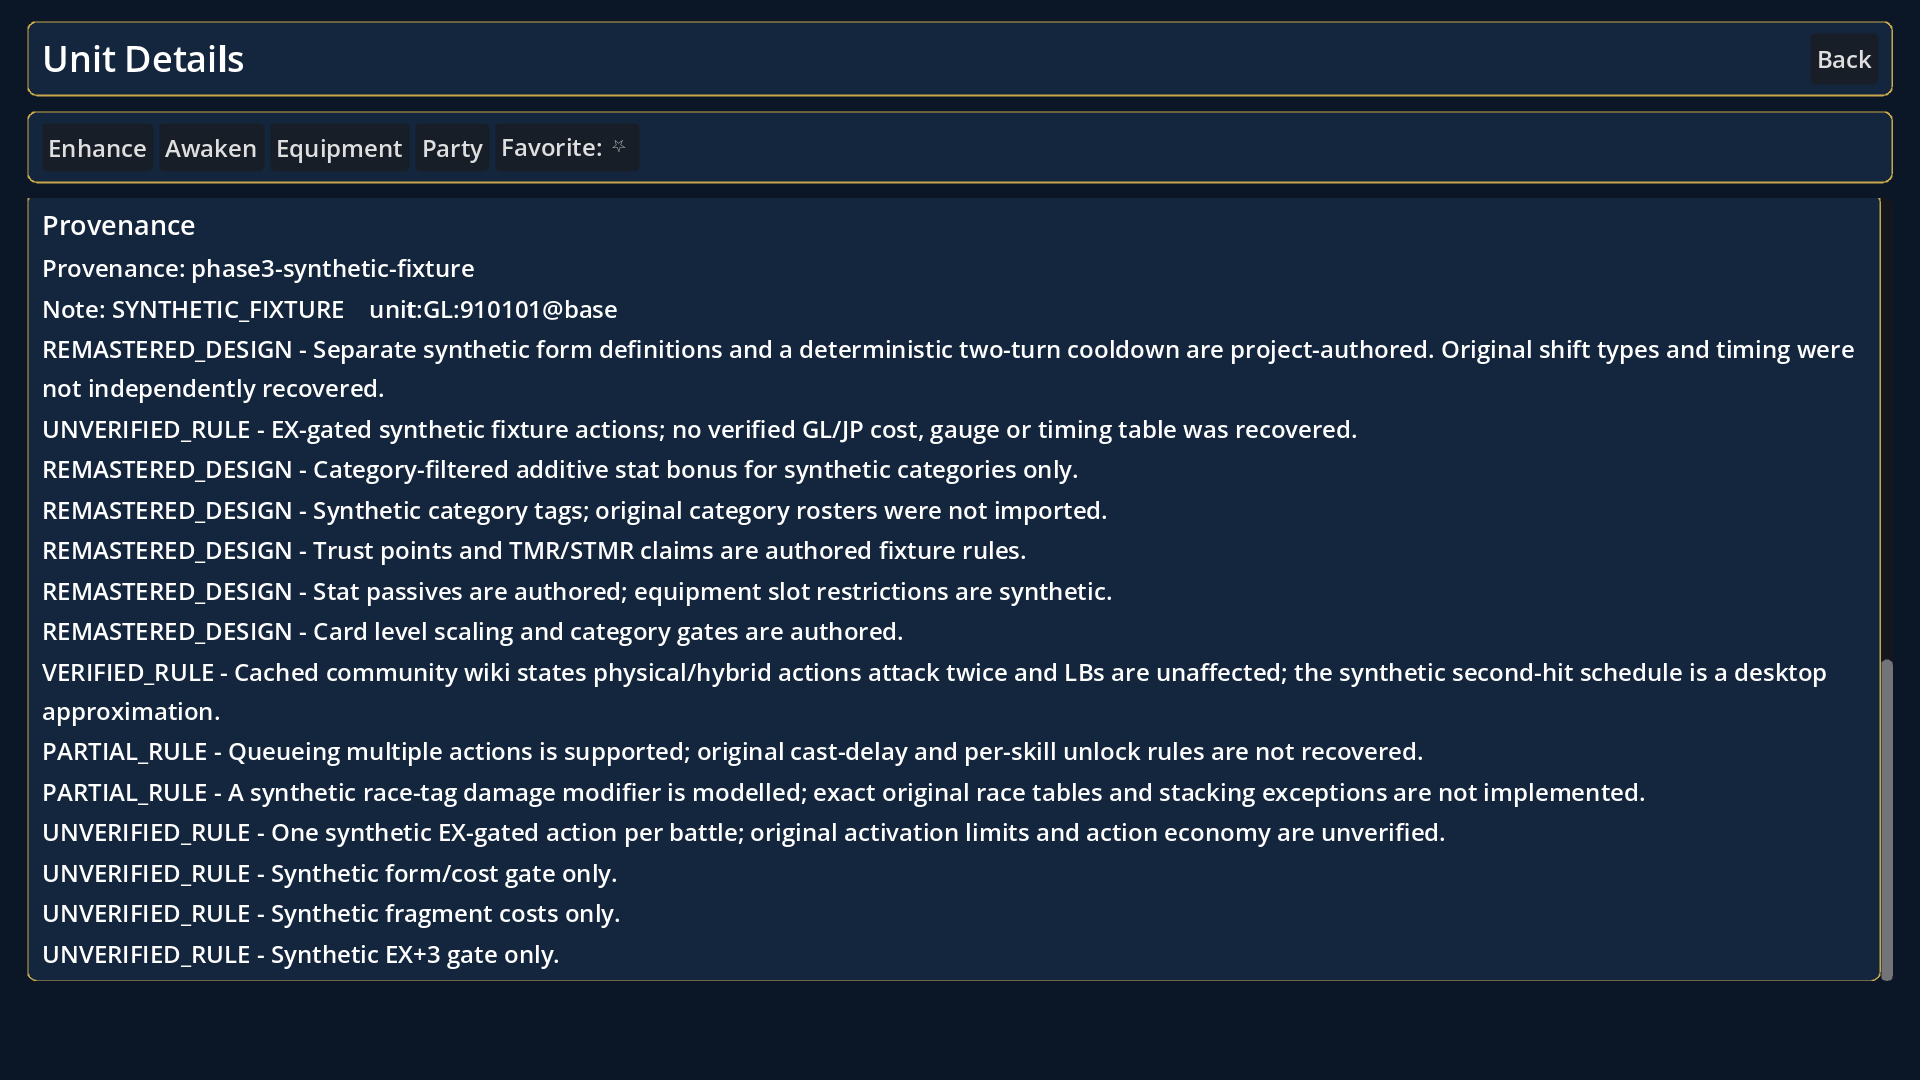 Unit Details
Back
Enhance Awaken Equipment Party Favorite: ☆
Provenance
Provenance: phase3-synthetic-fixture
Note: SYNTHETIC_FIXTURE unit:GL:910101@base
REMASTERED_DESIGN - Separate synthetic form definitions and a deterministic two-turn cooldown are project-authored. Original shift types and timing were
not independently recovered.
UNVERIFIED_RULE - EX-gated synthetic fixture actions; no verified GL/JP cost, gauge or timing table was recovered.
REMASTERED_DESIGN - Category-filtered additive stat bonus for synthetic categories only.
REMASTERED_DESIGN - Synthetic category tags; original category rosters were not imported.
REMASTERED_DESIGN - Trust points and TMR/STMR claims are authored fixture rules.
REMASTERED_DESIGN - Stat passives are authored; equipment slot restrictions are synthetic.
REMASTERED_DESIGN - Card level scaling and category gates are authored.
VERIFIED_RULE - Cached community wiki states physical/hybrid actions attack twice and LBs are unaffected; the synthetic second-hit schedule is a desktop
approximation.
PARTIAL_RULE - Queueing multiple actions is supported; original cast-delay and per-skill unlock rules are not recovered.
PARTIAL_RULE - A synthetic race-tag damage modifier is modelled; exact original race tables and stacking exceptions are not implemented.
UNVERIFIED_RULE - One synthetic EX-gated action per battle; original activation limits and action economy are unverified.
UNVERIFIED_RULE - Synthetic form/cost gate only.
UNVERIFIED_RULE - Synthetic fragment costs only.
UNVERIFIED_RULE - Synthetic EX+3 gate only.